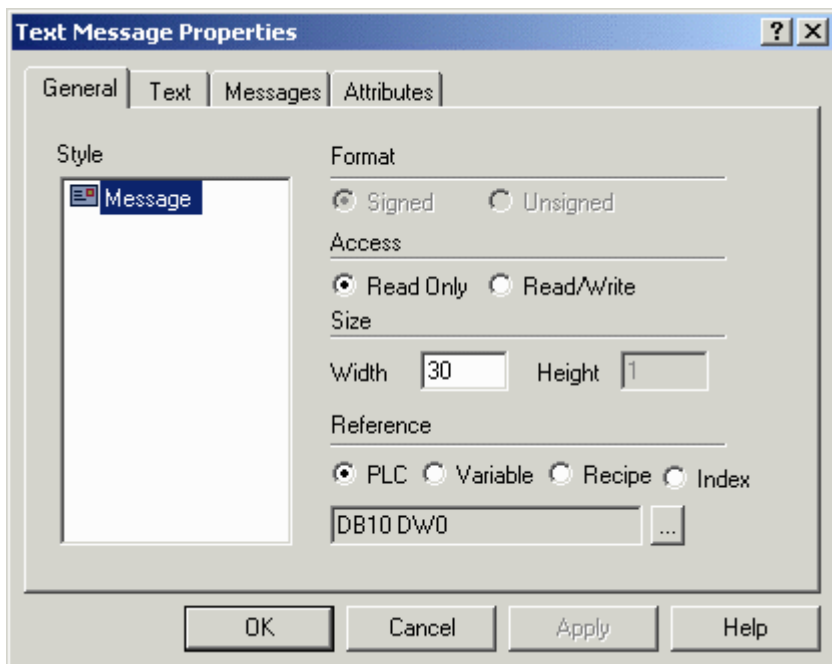 Text Message Properties
General Text Messages Attributes
Style
Message
Format
Signed Unsigned
Access
Read Only Read/Write
Size
Width 30 Height 1
Reference
PLC Variable Recipe Index
DB10 DW0 ...
OK Cancel Apply Help